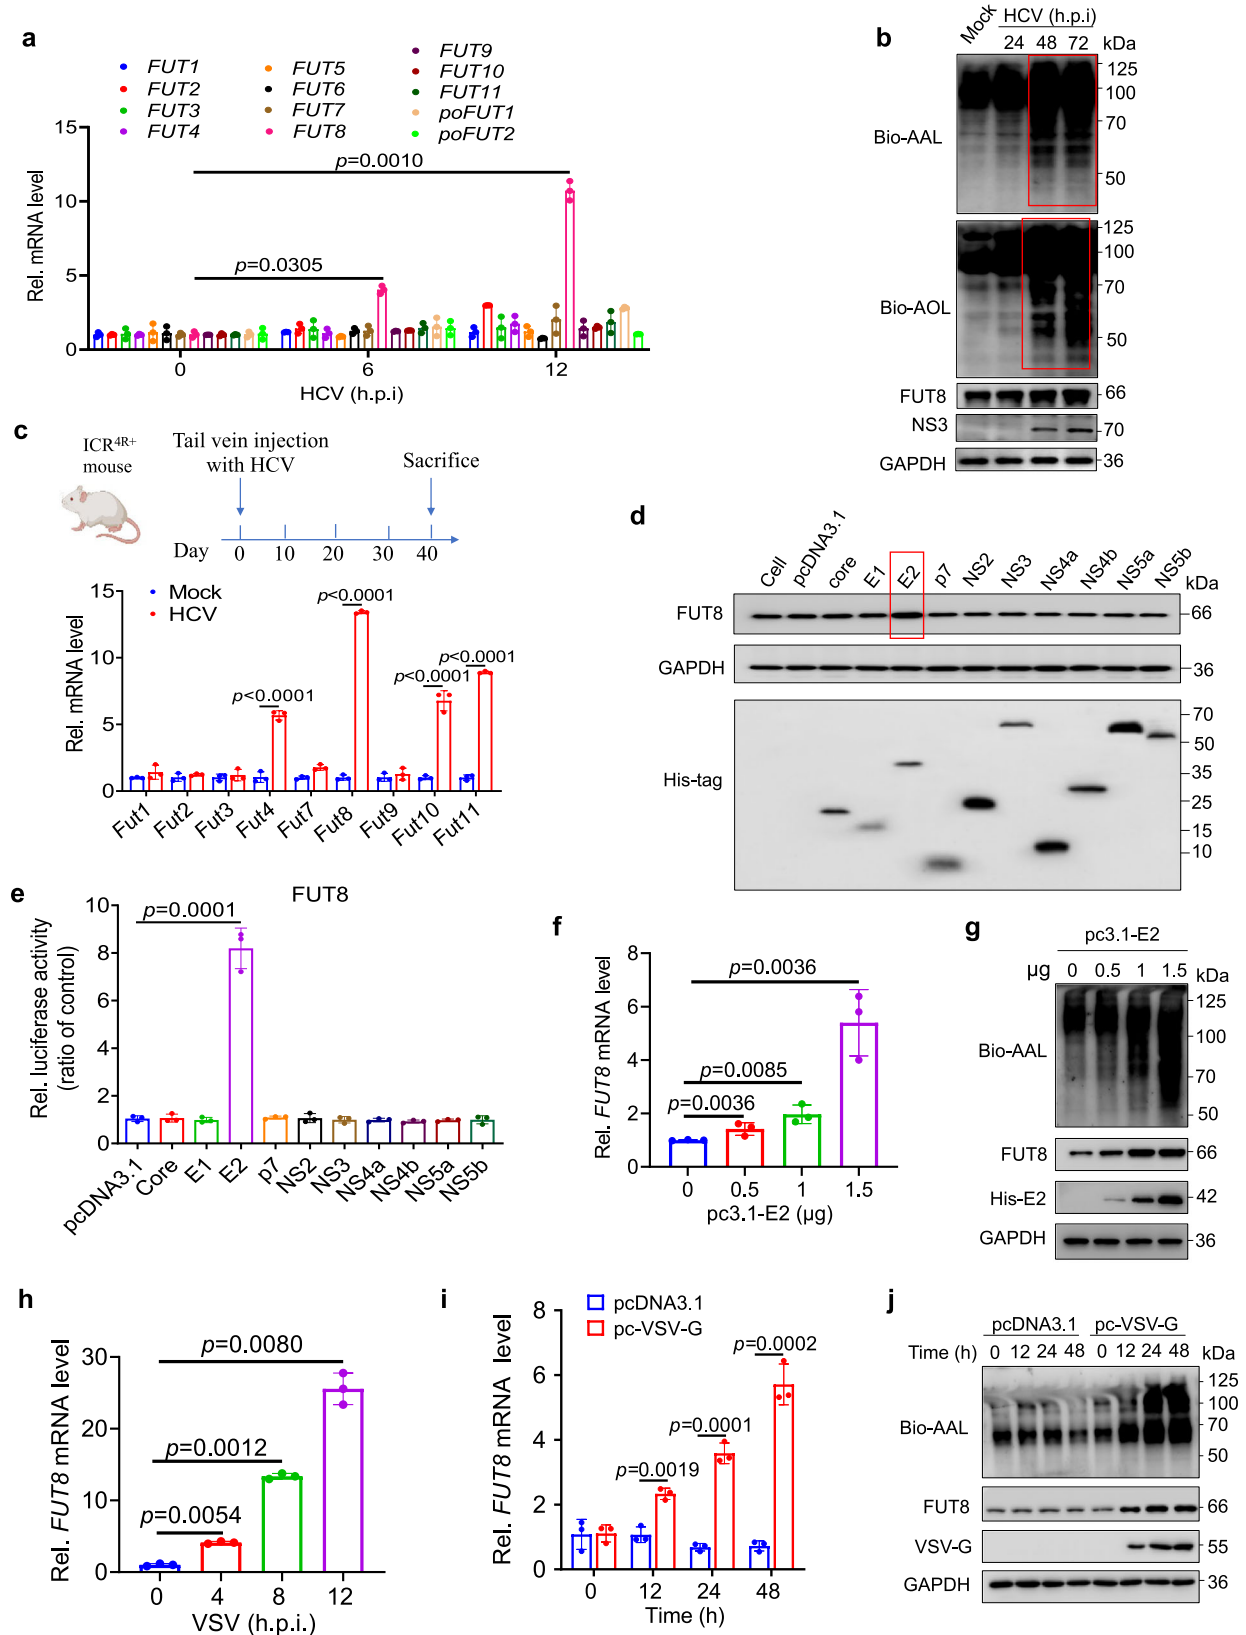 a
FUT1
FUT2
FUT3
FUT4
FUT5
FUT6
FUT7
FUT8
FUT9
FUT10
FUT11
poFUT1
poFUT2
Rel. mRNA level
15
10
5
0
p=0.0010
p=0.0305
0 6 12
HCV (h.p.i)
b
Mock
HCV (h.p.i)
24 48 72 kDa
Bio-AAL
125
100
70
50
Bio-AOL
125
100
70
50
FUT8 66
NS3 70
GAPDH 36
c
ICR4R+
mouse
Tail vein injection
with HCV
Sacrifice
Day 0 10 20 30 40
Mock
HCV
Rel. mRNA level
15
10
5
0
p<0.0001
p<0.0001
p<0.0001
p<0.0001
Fut1 Fut2 Fut3 Fut4 Fut7 Fut8 Fut9 Fut10 Fut11
d
Cell pcDNA3.1 core E1 E2 p7 NS2 NS3 NS4a NS4b NS5a NS5b kDa
FUT8 66
GAPDH 36
His-tag
70
50
35
25
15
10
e
FUT8
Rel. luciferase activity
(ratio of control)
10
8
6
4
2
0
p=0.0001
pcDNA3.1 Core E1 E2 p7 NS2 NS3 NS4a NS4b NS5a NS5b
f
Rel. FUT8 mRNA level
8
6
4
2
0
p=0.0036
p=0.0085
p=0.0036
0 0.5 1 1.5
pc3.1-E2 (μg)
g
pc3.1-E2
μg 0 0.5 1 1.5 kDa
Bio-AAL
125
100
70
50
FUT8 66
His-E2 42
GAPDH 36
h
Rel. FUT8 mRNA level
30
20
10
0
p=0.0080
p=0.0012
p=0.0054
0 4 8 12
VSV (h.p.i.)
i
pcDNA3.1
pc-VSV-G
Rel. FUT8 mRNA level
8
6
4
2
0
p=0.0002
p=0.0001
p=0.0019
0 12 24 48
Time (h)
j
pcDNA3.1 pc-VSV-G
Time (h) 0 12 24 48 0 12 24 48 kDa
Bio-AAL
125
100
70
50
FUT8 66
VSV-G 55
GAPDH 36